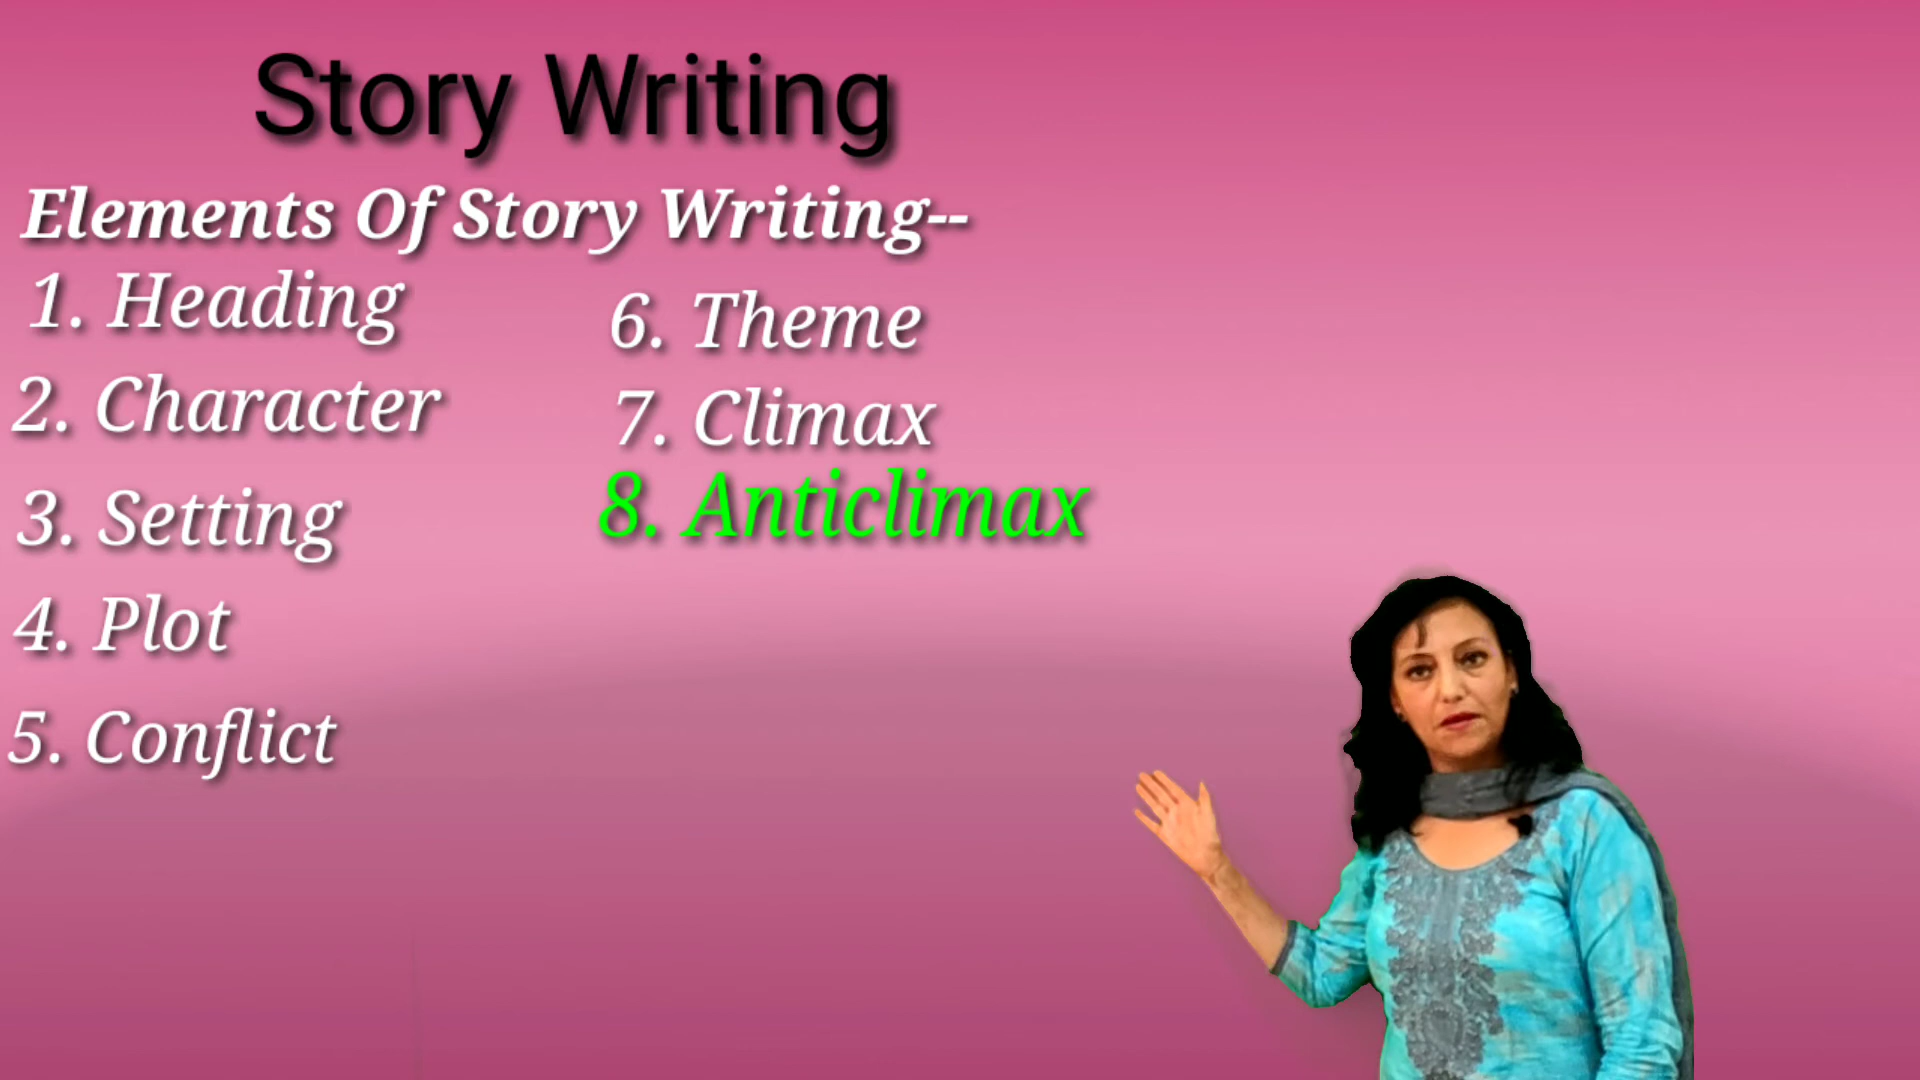 Story Writing
Elements Of Story Writing--
1. Heading
2. Character
3. Setting
4. Plot
5. Conflict
6. Theme
7. Climax
8. Anticlimax